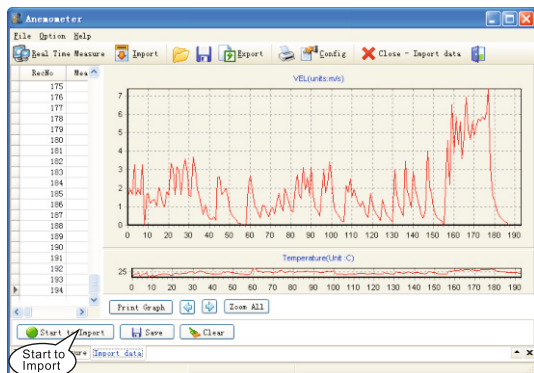 Anemometer
File Option Help
Real Time Measure Import Export Config Close - Import data
RecNo Mea
175
176
177
178
179
180
181
182
183
184
185
186
187
188
189
190
191
192
193
194
VEL(units:m/s)
7
6
5
4
3
2
1
0
0 10 20 30 40 50 60 70 80 90 100 110 120 130 140 150 160 170 180 190
Temperature(Unit :C)
25
0 10 20 30 40 50 60 70 80 90 100 110 120 130 140 150 160 170 180 190
Print Graph Zoom All
Start to Import Save Clear
Start to
Import
ure Import data